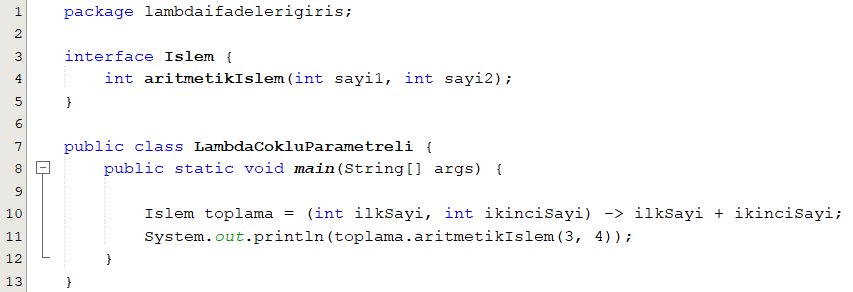 1 package lambdaifadelerigiris;
2
3 interface Islem {
4 int aritmetikIslem(int sayi1, int sayi2);
5 }
6
7 public class LambdaCokluParametreli {
8 public static void main(String[] args) {
9
10 Islem toplama = (int ilkSayi, int ikinciSayi) -> ilkSayi + ikinciSayi;
11 System.out.println(toplama.aritmetikIslem(3, 4));
12 }
13 }